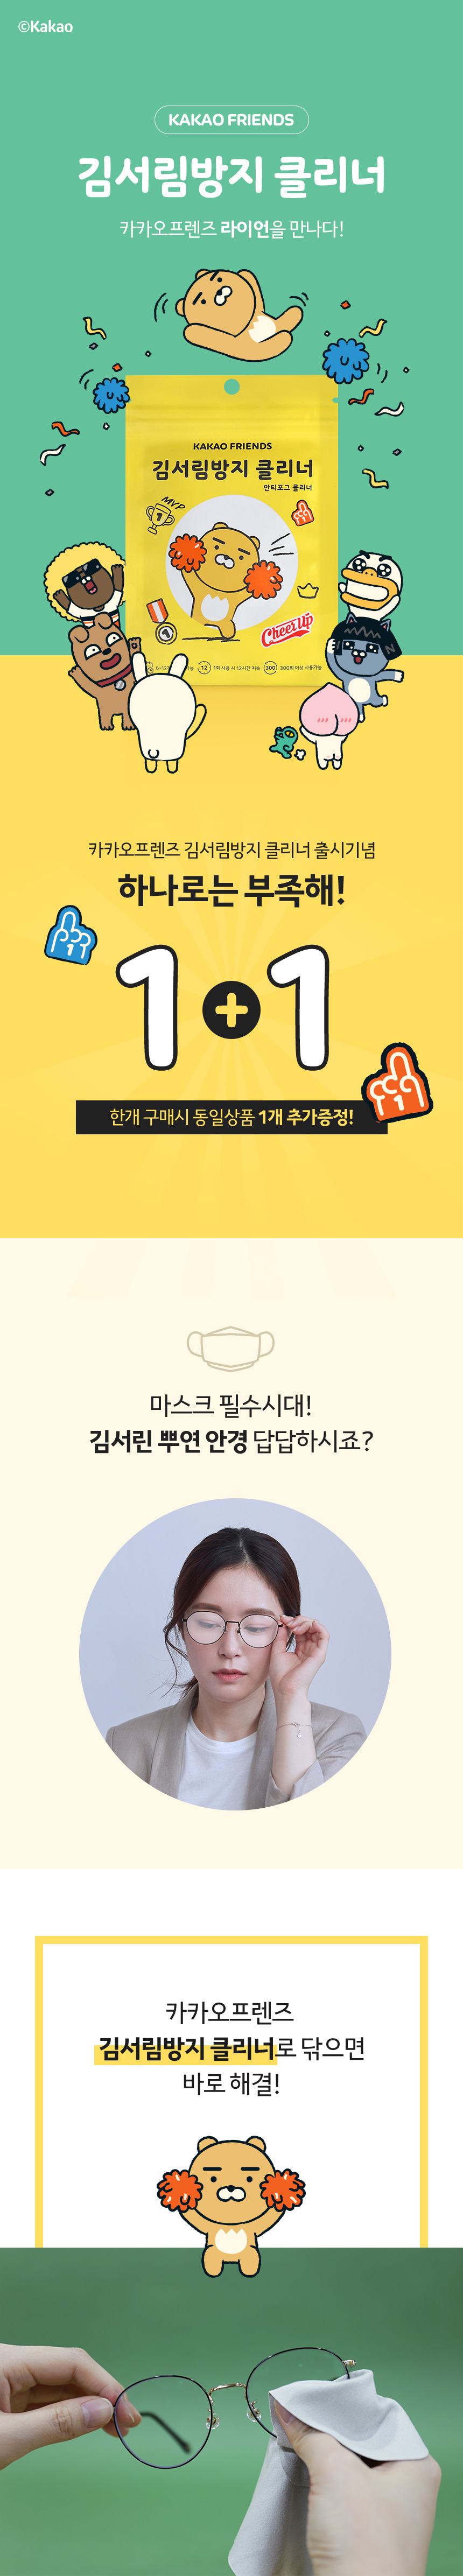 ©Kakao
KAKAO FRIENDS
김서림방지 클리너
카카오프렌즈 라이언을 만나다!
KAKAO FRIENDS
김서림방지 클리너
안티포그 클리너
MVP
1
1
Cheer Up
12
1회 사용 시 12시간 지속
300
300회 이상 사용가능
카카오프렌즈 김서림방지 클리너 출시기념
하나로는 부족해!
1
1+1
1
한개 구매시 동일상품 1개 추가증정!
마스크 필수시대!
김서린 뿌연 안경 답답하시죠?
카카오프렌즈
김서림방지 클리너로 닦으면
바로 해결!